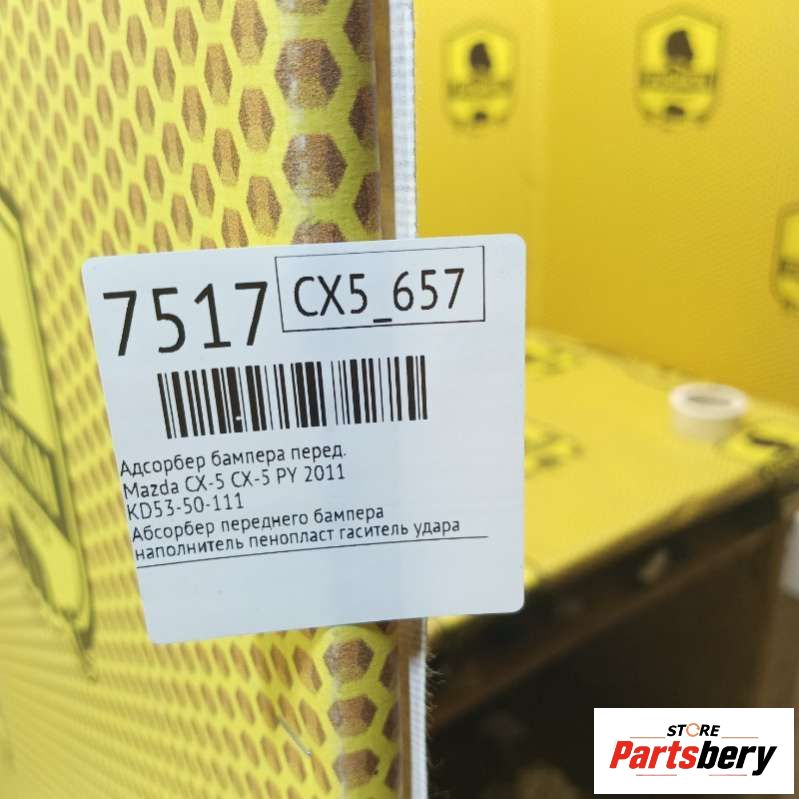 7517
CX5_657
Адсорбер бампера перед.
Mazda CX-5 CX-5 PY 2011
KD53-50-111
Абсорбер переднего бампера
наполнитель пенопласт гаситель удара
STORE
Partsbery